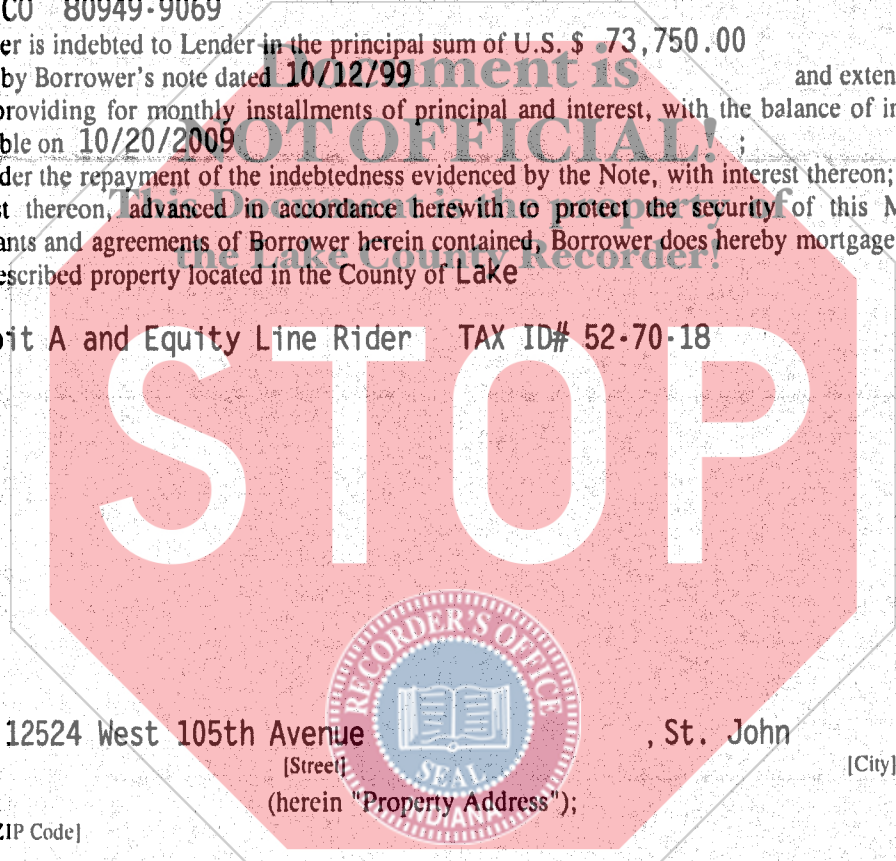 CO 80949-9069
er is indebted to Lender in the principal sum of U.S. $ 73,750.00
by Borrower's note dated 10/12/99 and exten
providing for monthly installments of principal and interest, with the balance of in
ble on 10/20/2009 ;
der the repayment of the indebtedness evidenced by the Note, with interest thereon;
st thereon, advanced in accordance herewith to protect the security of this M
ants and agreements of Borrower herein contained, Borrower does hereby mortgage
escribed property located in the County of Lake
Document is
NOT OFFICIAL!
This Document is the property of
the Lake County Recorder!
it A and Equity Line Rider TAX ID# 52-70-18
STOP
RECORDER'S OFFICE
SEAL
INDIANA
12524 West 105th Avenue , St. John
[Street] [City]
(herein "Property Address");
ZIP Code]